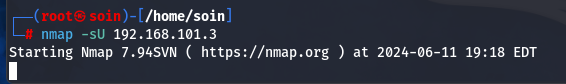 ┌──(root㉿soin)-[/home/soin]
└─# nmap -sU 192.168.101.3
Starting Nmap 7.94SVN ( https://nmap.org ) at 2024-06-11 19:18 EDT